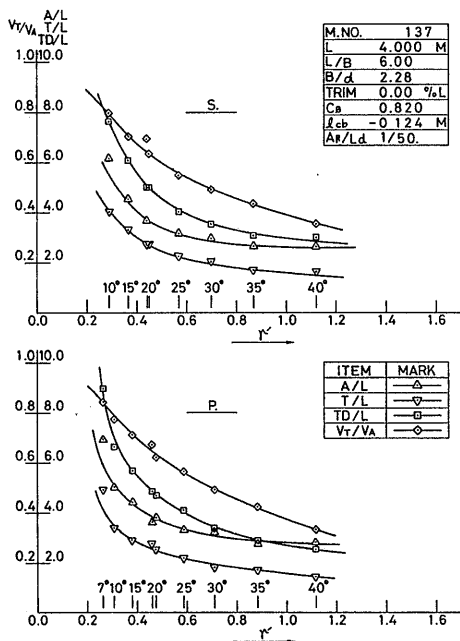 A/L
VT/VA T/L
TD/L
1.0 10.0
0.8 8.0
0.6 6.0
0.4 4.0
0.2 2.0
S.
M.NO. 137
L 4.000 M
L/B 6.00
B/d 2.28
TRIM 0.00 %L
CB 0.820
lcb -0 124 M
AR/Ld 1/50.
10° 15° 20° 25° 30° 35° 40°
0.0 0.2 0.4 0.6 0.8 1.0 1.2 1.4 1.6
r'
1.0 10.0
0.8 8.0
0.6 6.0
0.4 4.0
0.2 2.0
P.
ITEM MARK
A/L
T/L
TD/L
VT/VA
7° 10° 15° 20° 25° 30° 35° 40°
0.0 0.2 0.4 0.6 0.8 1.0 1.2 1.4 1.6
r'